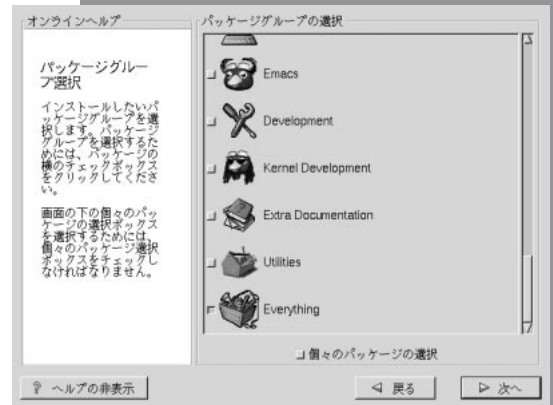 オンラインヘルプ
パッケージグルー
プ選択
インストールしたいパ
ッケージグループを選
択します。パッケージ
グループを選択するた
めには、パッケージの
横のチェックボックス
をクリックしてくださ
い。
画面の下の個々のパッ
ケージの選択ボックス
を選択するためには、
個々のパッケージ選択
ボックスをチェックし
なければなりません。
パッケージグループの選択
Emacs
Development
Kernel Development
Extra Documentation
Utilities
Everything
個々のパッケージの選択
? ヘルプの非表示
戻る
次へ